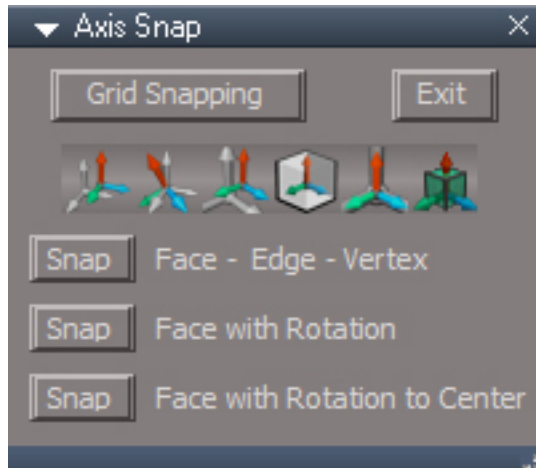 Axis Snap
Grid Snapping Exit
Snap Face - Edge - Vertex
Snap Face with Rotation
Snap Face with Rotation to Center